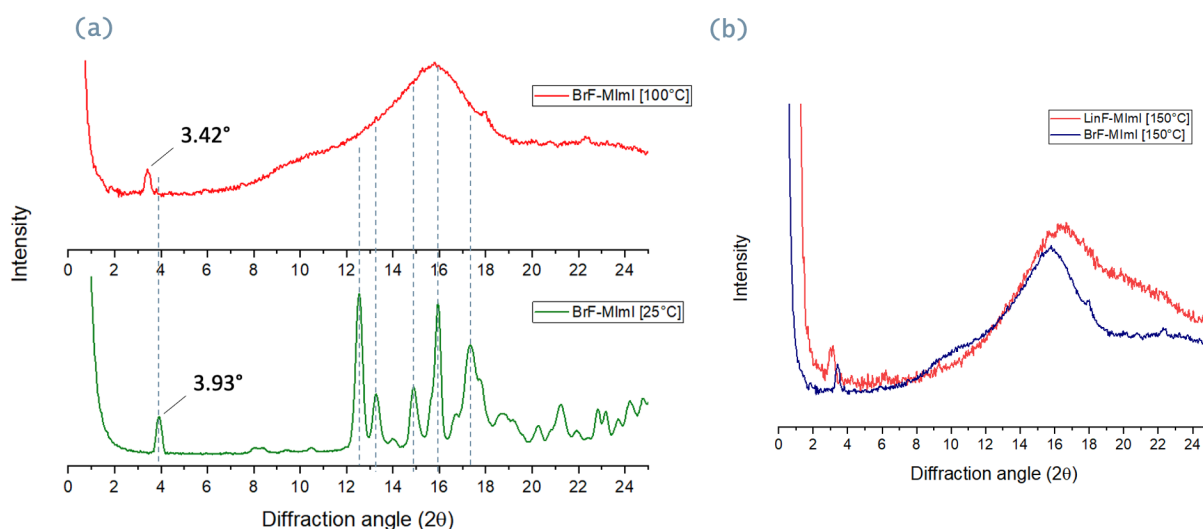 (a)
BrF-MImI [100°C]
3.42°
0 2 4 6 8 10 12 14 16 18 20 22 24
Intensity
BrF-MImI [25°C]
3.93°
0 2 4 6 8 10 12 14 16 18 20 22 24
Diffraction angle (2θ)
(b)
LinF-MImI [150°C]
BrF-MImI [150°C]
Intensity
2 4 6 8 10 12 14 16 18 20 22 24
Diffraction angle (2θ)